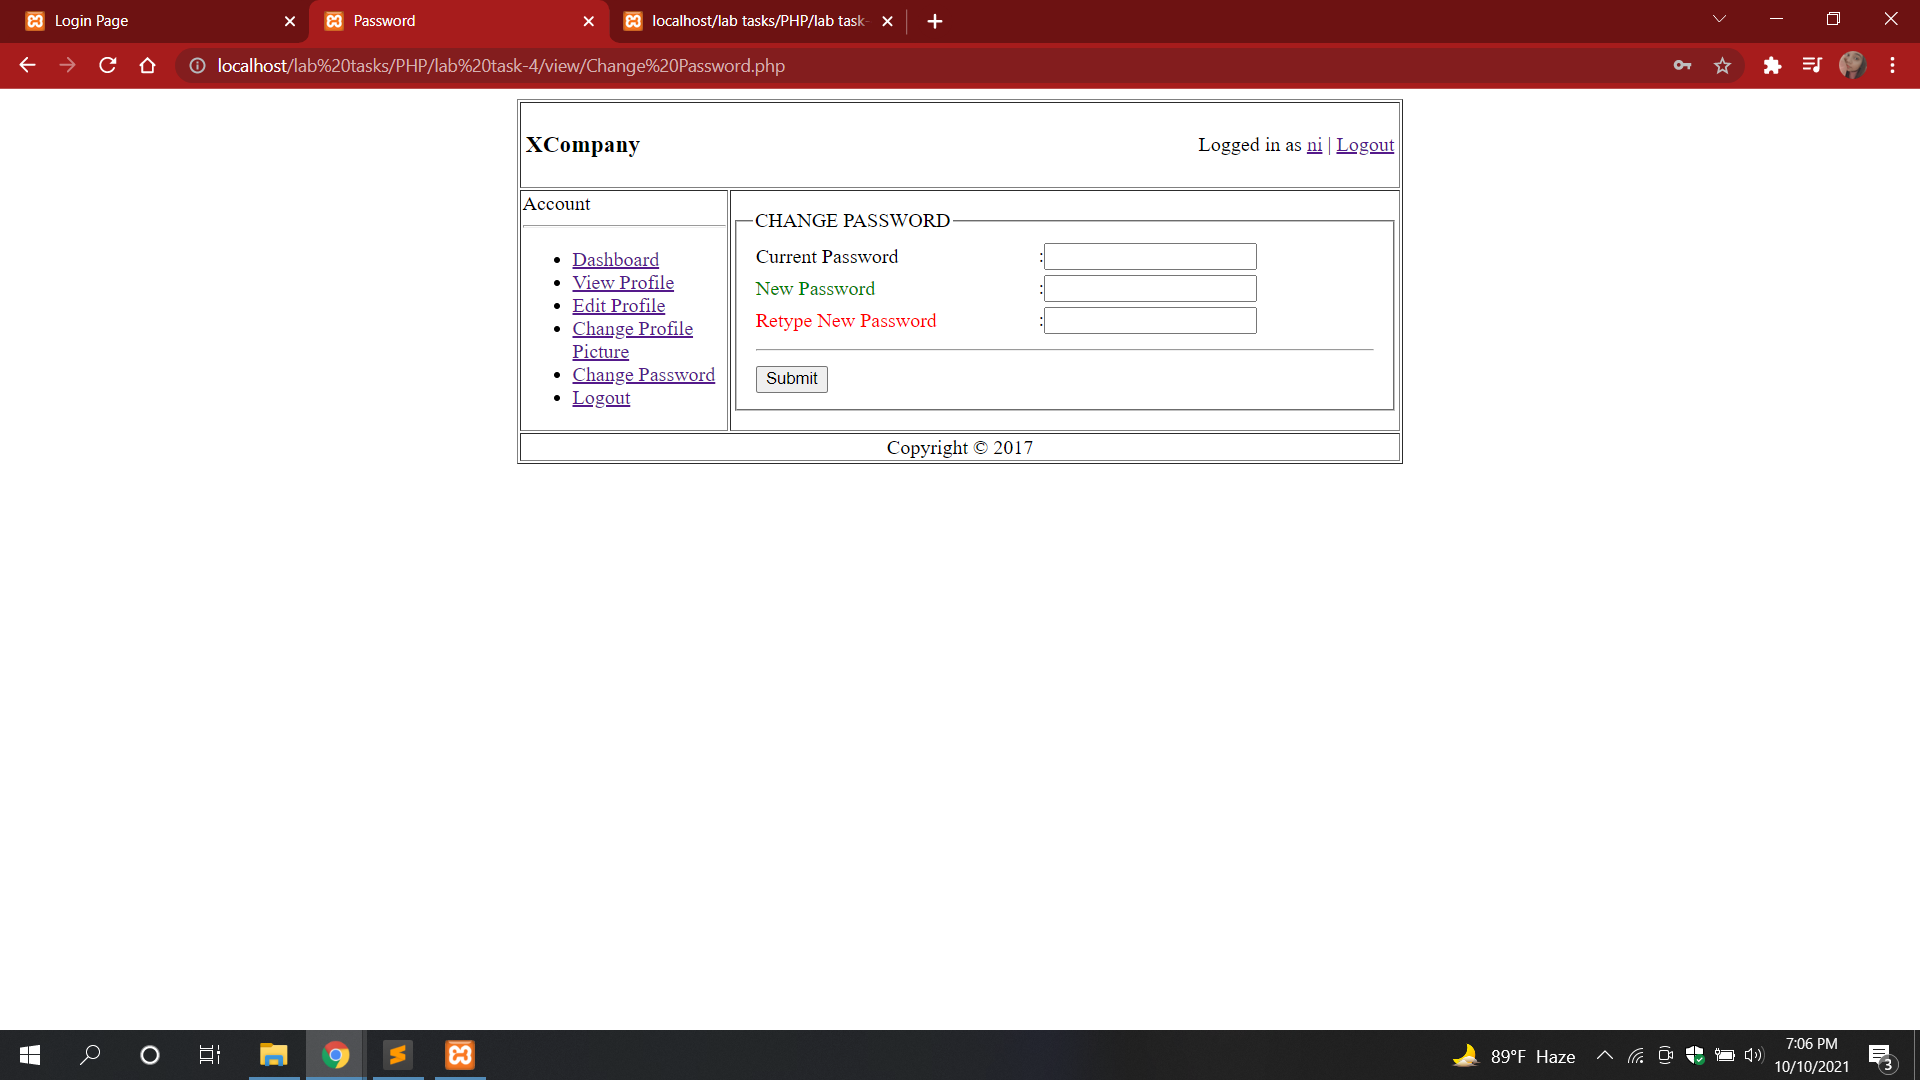 Login Page
Password
localhost/lab tasks/PHP/lab task-
localhost/lab%20tasks/PHP/lab%20task-4/view/Change%20Password.php
XCompany
Logged in as ni | Logout
Account
Dashboard
View Profile
Edit Profile
Change Profile
Picture
Change Password
Logout
CHANGE PASSWORD
Current Password :
New Password :
Retype New Password :
Submit
Copyright © 2017
89°F Haze
7:06 PM
10/10/2021
3